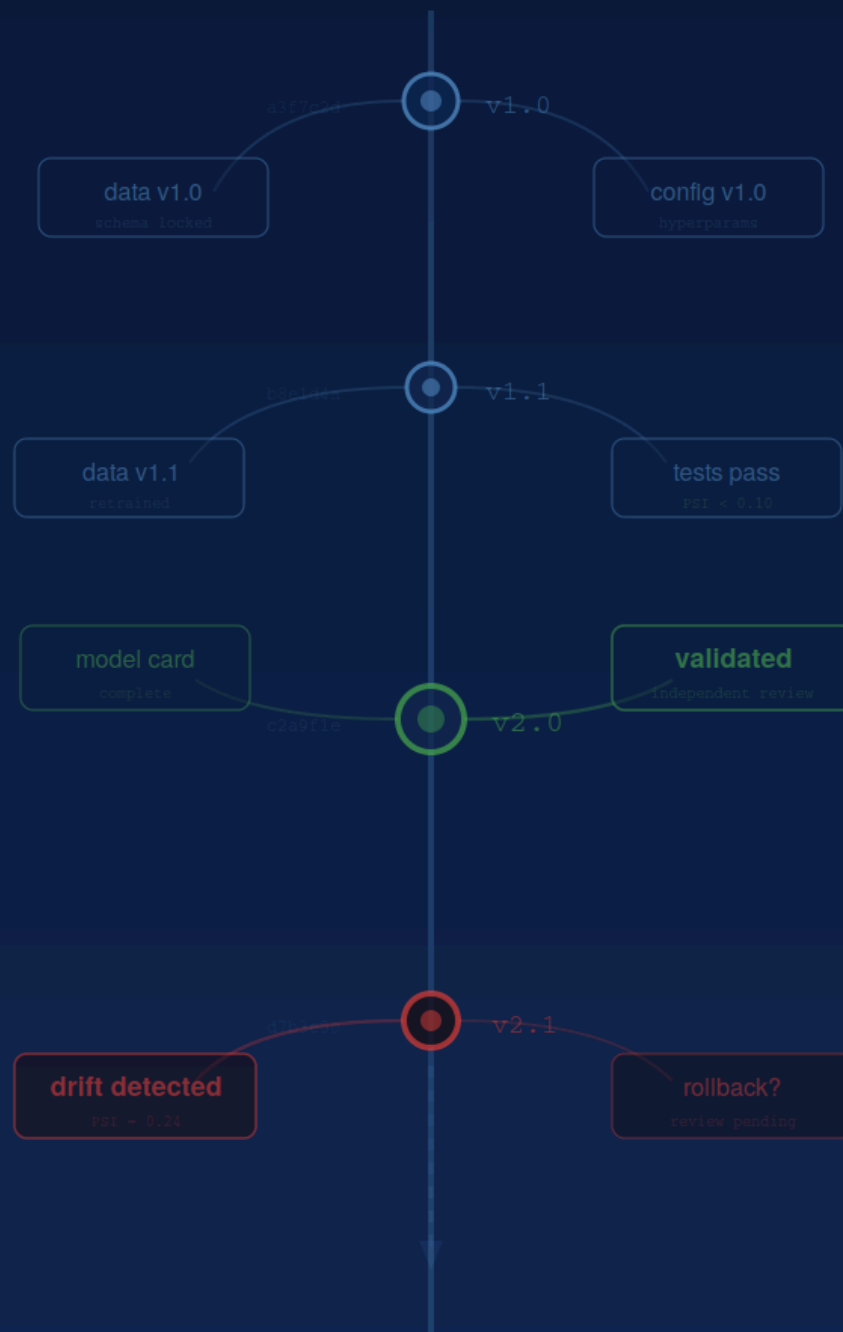 a3f7c2d
v1.0
data v1.0
schema locked
config v1.0
hyperparams
v1.1
data v1.1
retrained
tests pass
PSI < 0.10
model card
complete
validated
independent review
c2a9f1e
v2.0
v2.1
drift detected
PSI = 0.24
rollback?
review pending